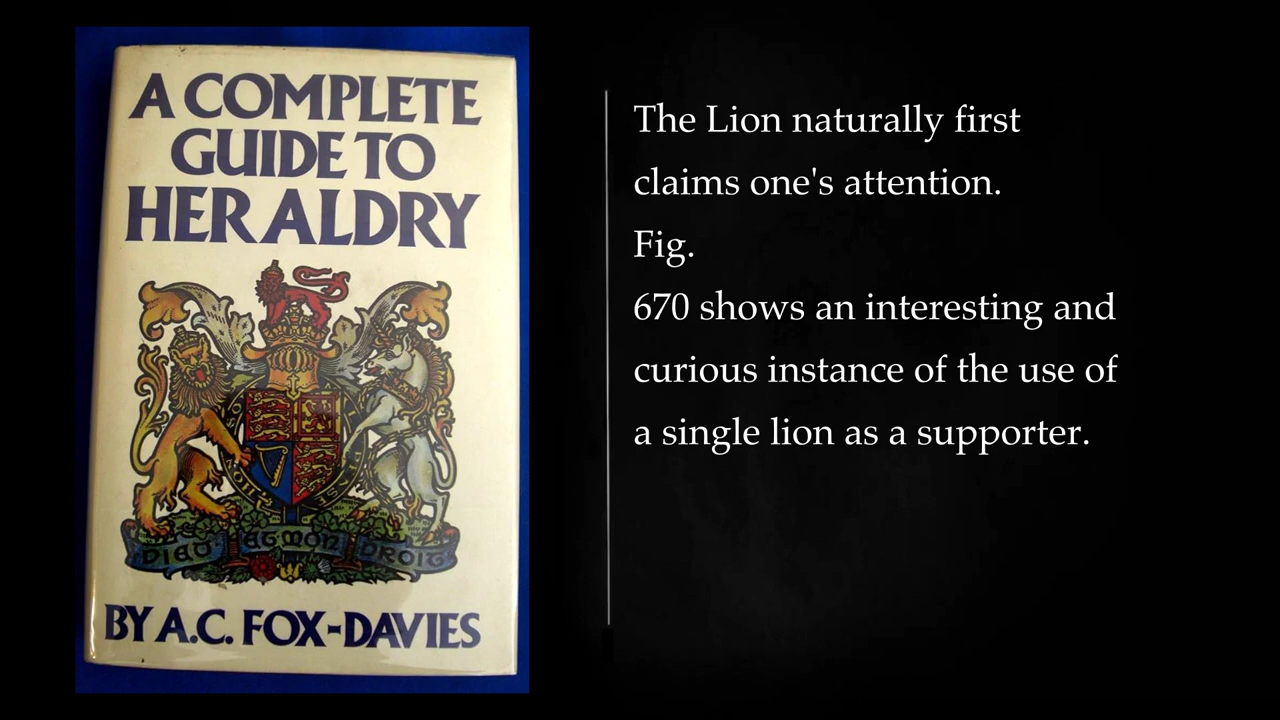 A COMPLETE
GUIDE TO
HERALDRY
DIEU ET MON DROIT
BY A.C. FOX-DAVIES
The Lion naturally first
claims one's attention.
Fig.
670 shows an interesting and
curious instance of the use of
a single lion as a supporter.